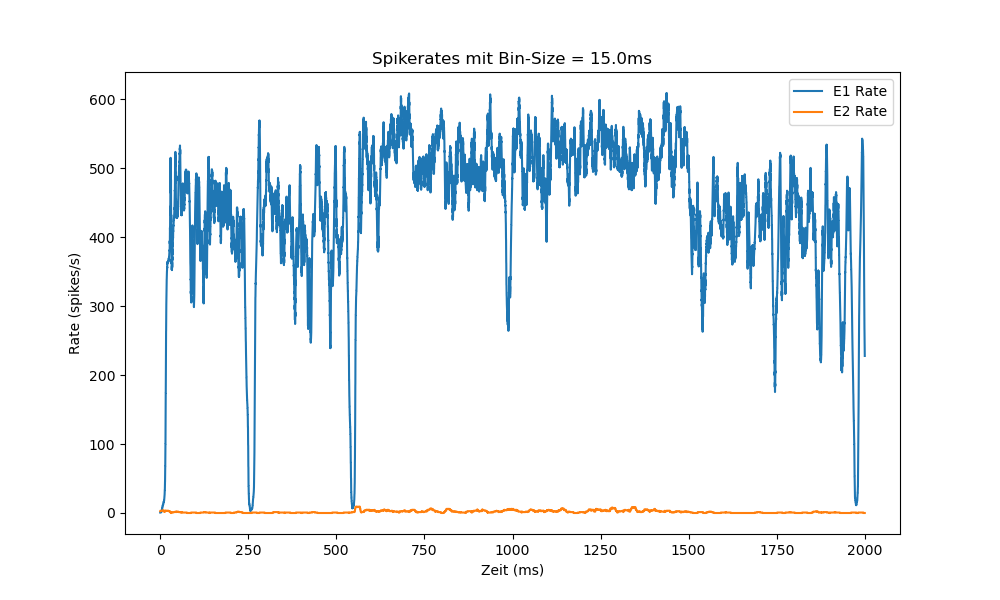 Spikerates mit Bin-Size = 15.0ms
E1 Rate
E2 Rate
Rate (spikes/s)
600
500
400
300
200
100
0
0 250 500 750 1000 1250 1500 1750 2000
Zeit (ms)